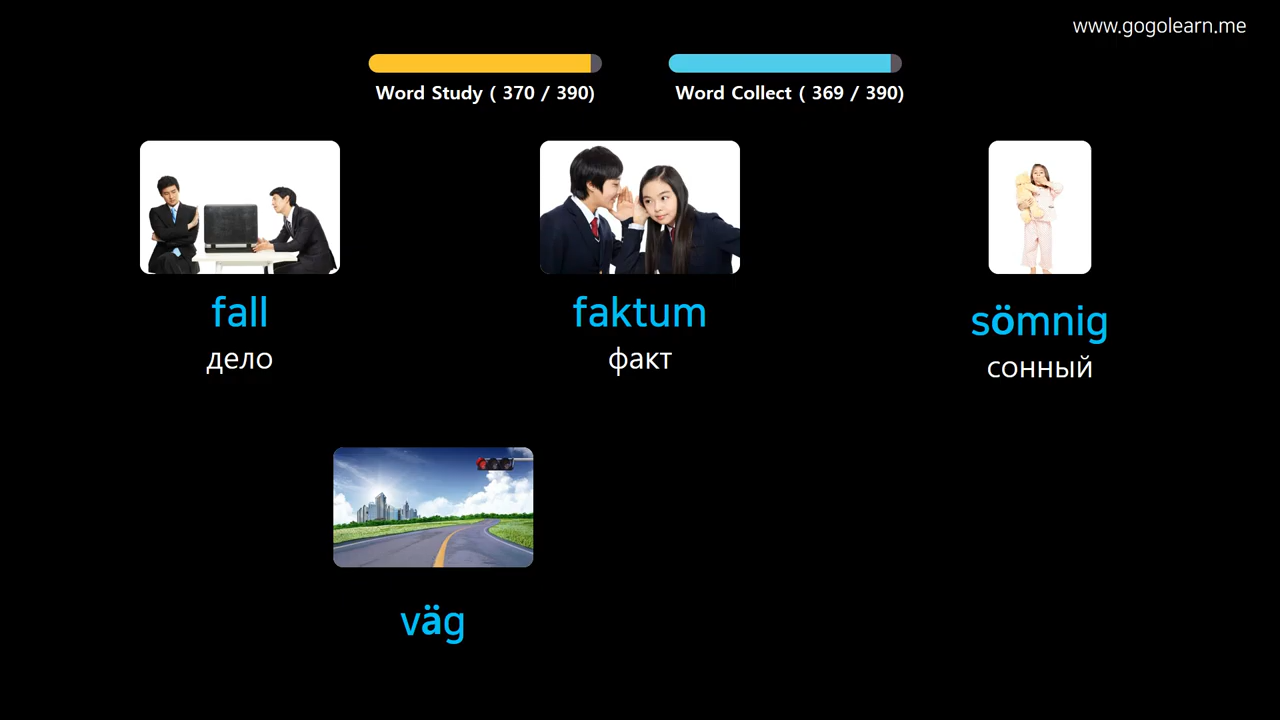 www.gogolearn.me
Word Study ( 370 / 390)
Word Collect ( 369 / 390)
fall
faktum
sömnig
дело
факт
сонный
väg